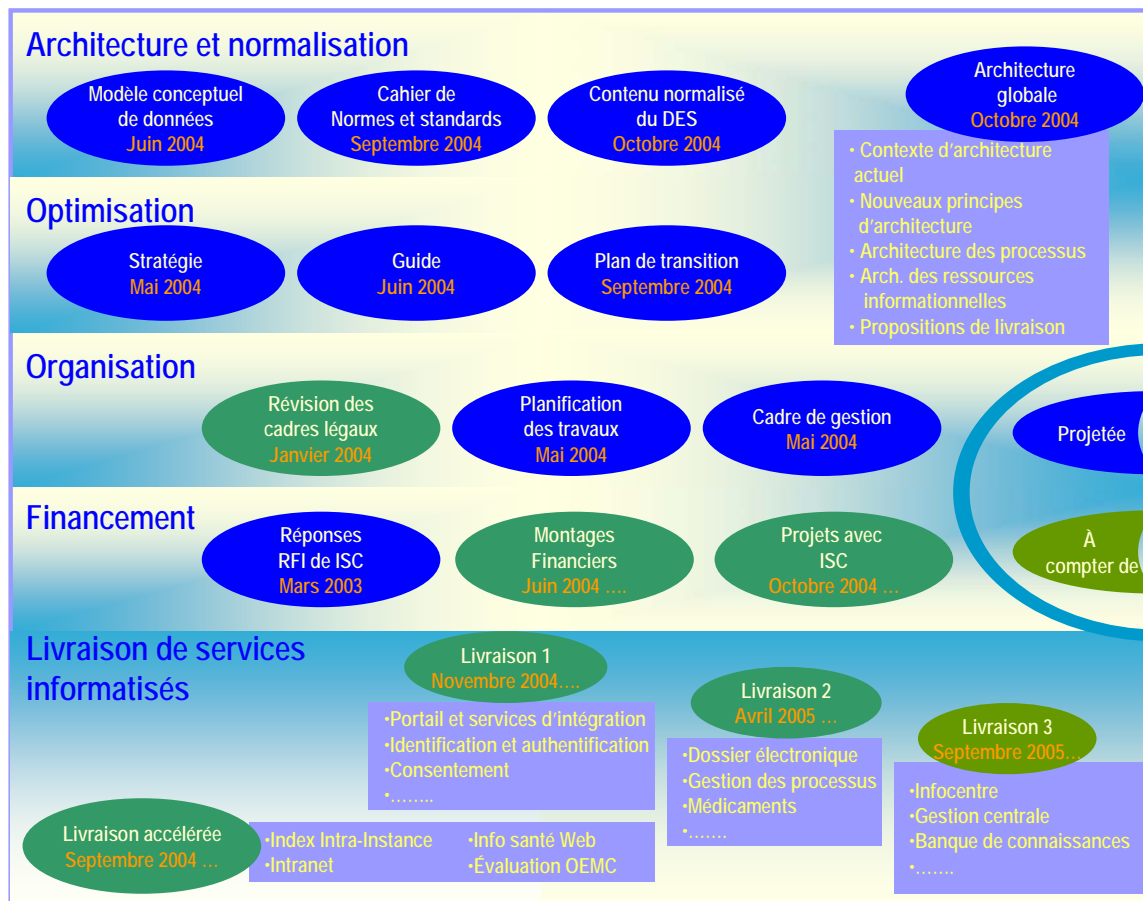 Architecture et normalisation
Modèle conceptuel
de données
Juin 2004
Cahier de
Normes et standards
Septembre 2004
Contenu normalisé
du DES
Octobre 2004
Architecture
globale
Octobre 2004
· Contexte d'architecture
actuel
· Nouveaux principes
d'architecture
· Architecture des processus
· Arch. des ressources
informationnelles
· Propositions de livraison
Optimisation
Stratégie
Mai 2004
Guide
Juin 2004
Plan de transition
Septembre 2004
Organisation
Révision des
cadres légaux
Janvier 2004
Planification
des travaux
Mai 2004
Cadre de gestion
Mai 2004
Projetée
Financement
Réponses
RFI de ISC
Mars 2003
Montages
Financiers
Juin 2004 ….
Projets avec
ISC
Octobre 2004 …
À
compter de
Livraison de services
informatisés
Livraison 1
Novembre 2004….
·Portail et services d'intégration
·Identification et authentification
·Consentement
·……..
Livraison 2
Avril 2005 …
·Dossier électronique
·Gestion des processus
·Médicaments
·…….
Livraison 3
Septembre 2005…
·Infocentre
·Gestion centrale
·Banque de connaissances
·…….
Livraison accélérée
Septembre 2004 …
·Index Intra-Instance
·Intranet
·Info santé Web
·Évaluation OEMC